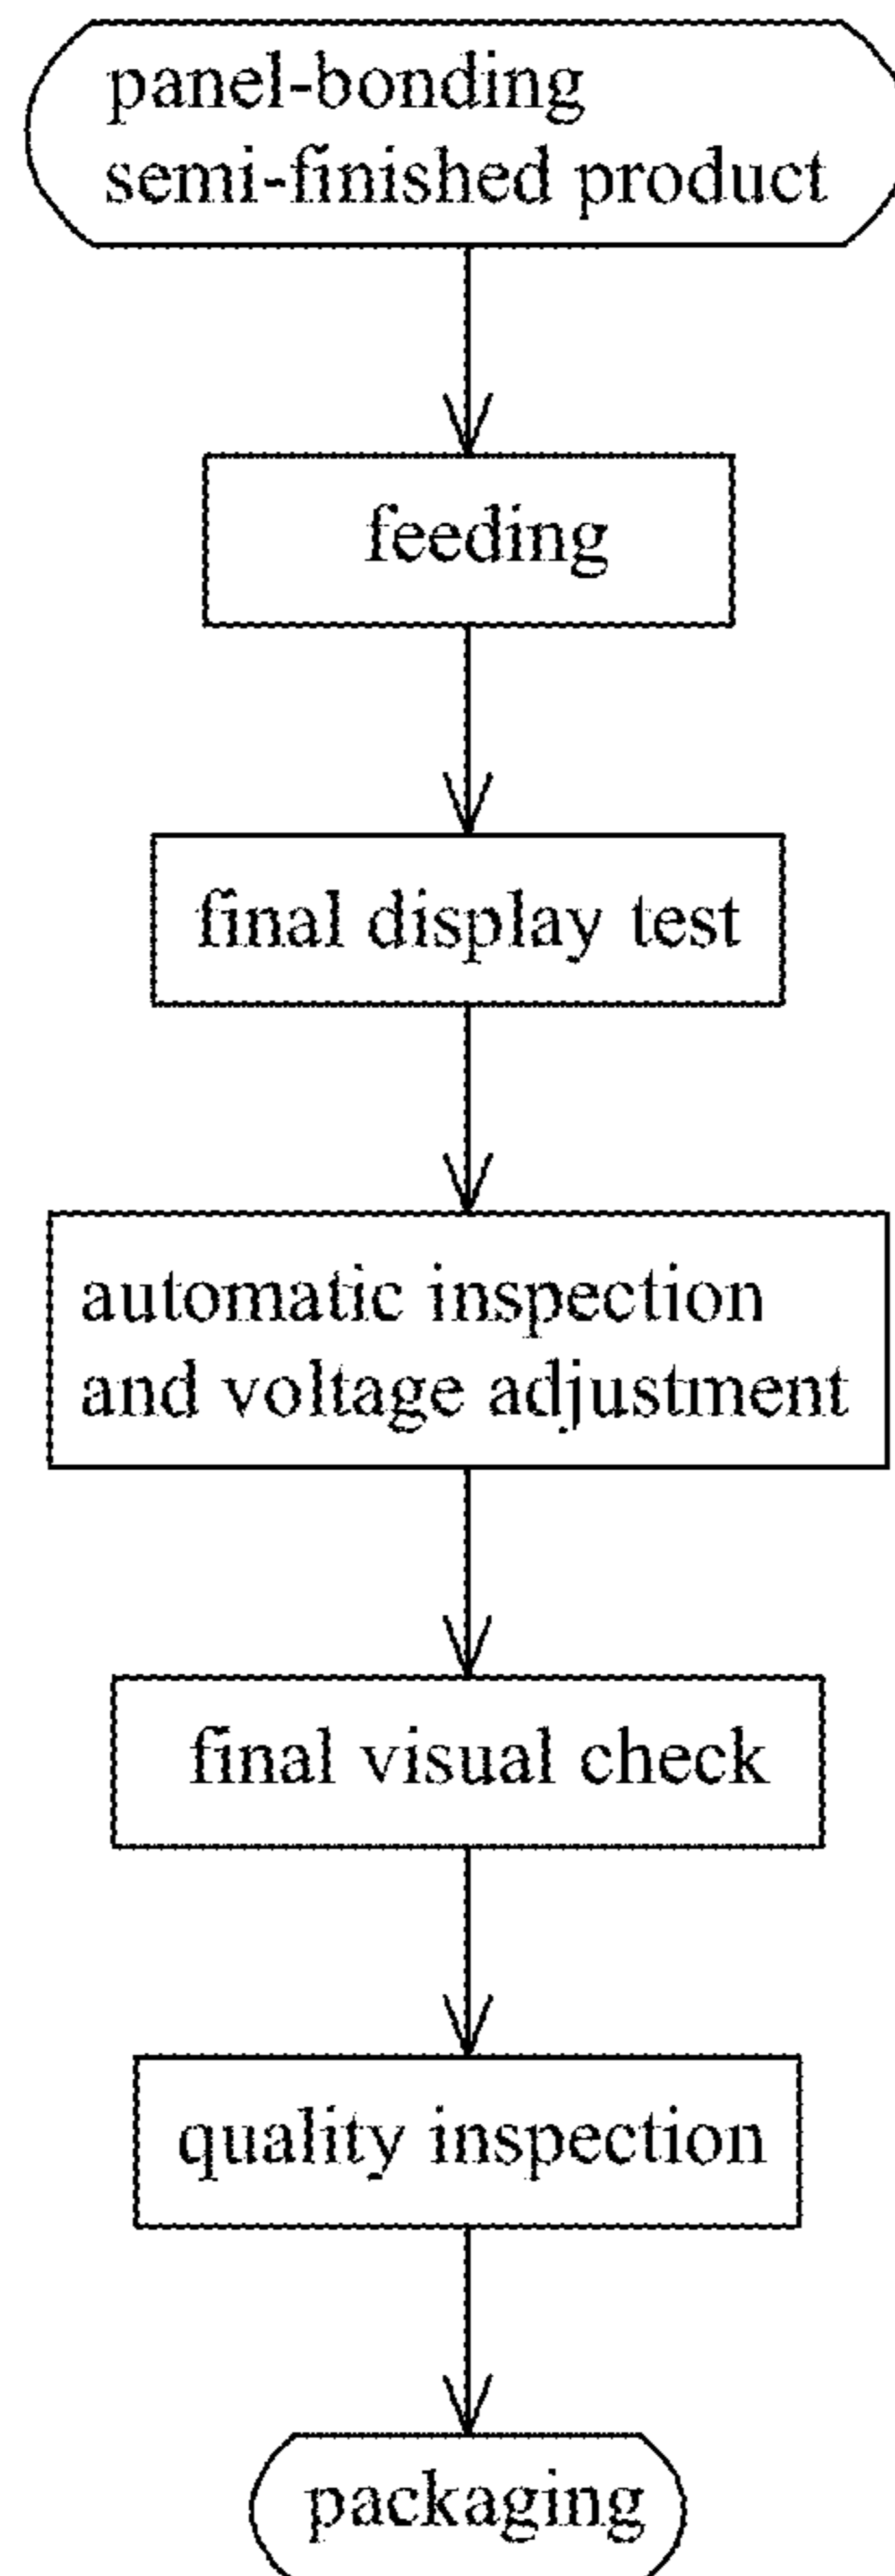 panel-bonding
semi-finished product
feeding
final display test
automatic inspection
and voltage adjustment
final visual check
quality inspection
packaging